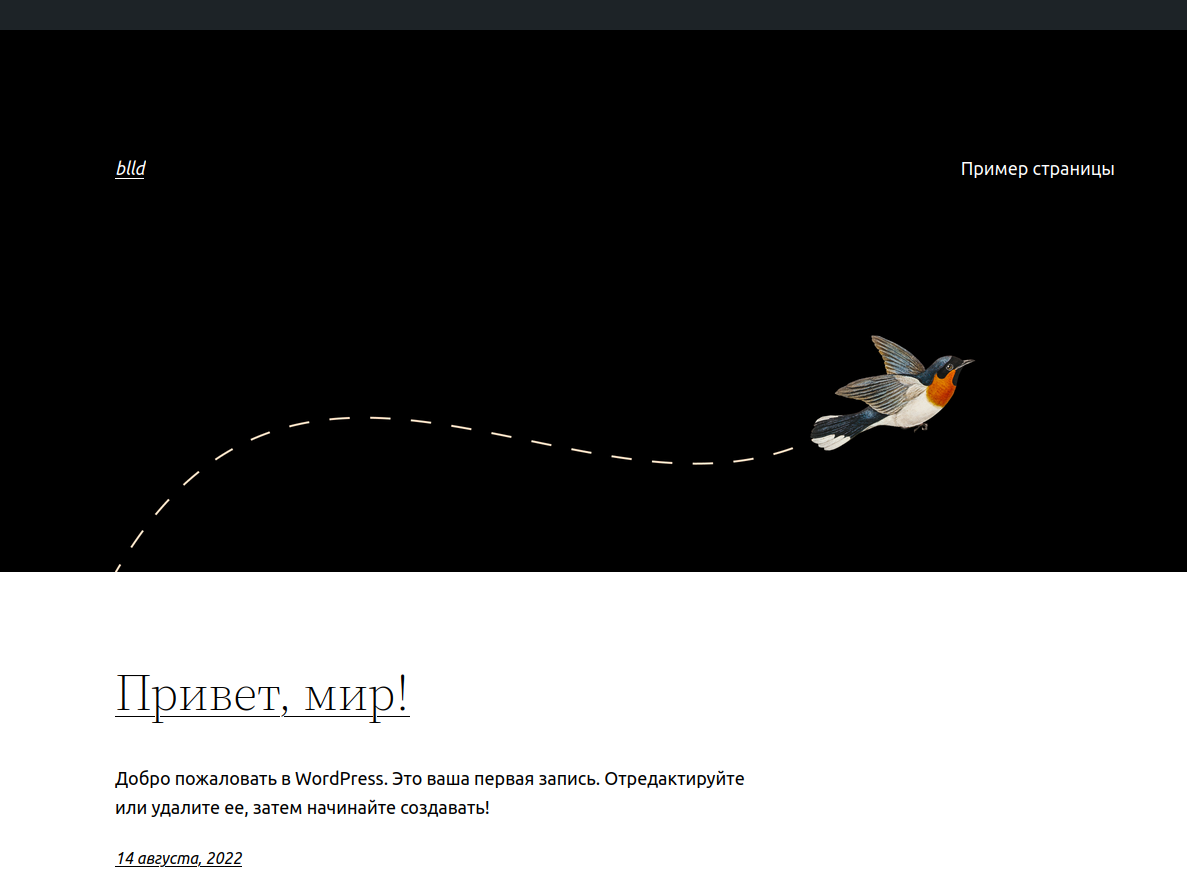 blld
Пример страницы
Привет, мир!
Добро пожаловать в WordPress. Это ваша первая запись. Отредактируйте
или удалите ее, затем начинайте создавать!
14 августа, 2022